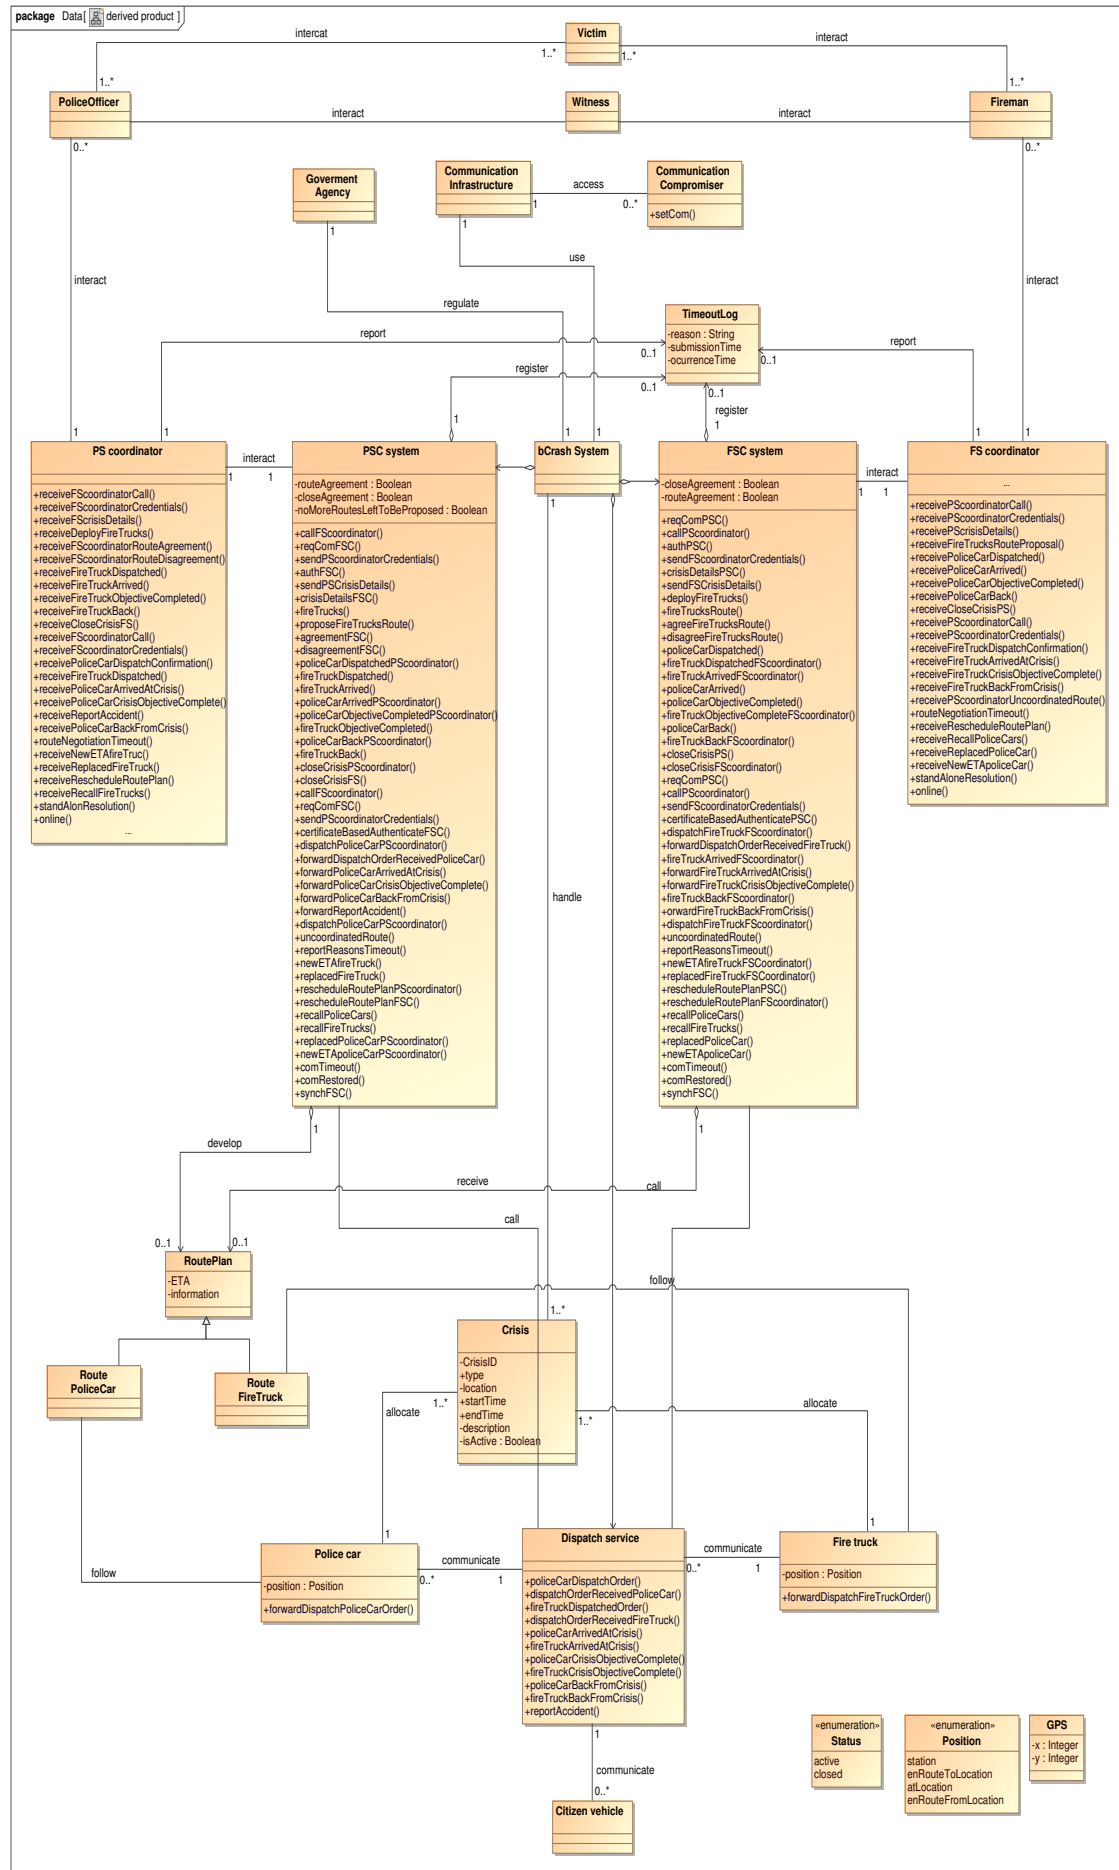 package Data[ derived product ]
Victim
intercat
interact
1..*
1..*
1..*
1..*
PoliceOfficer
Witness
Fireman
interact
interact
0..*
0..*
Goverment
Agency
Communication
Infrastructure
Communication
Compromiser
+setCom()
access
1
0..*
1
1
use
interact
interact
regulate
TimeoutLog
-reason : String
-submissionTime
-ocurrenceTime
report
report
0..1
0..1
register
0..1
0..1
register
1
1
1
1
1
1
1
1
PS coordinator
+receiveFScoordinatorCall()
+receiveFScoordinatorCredentials()
+receiveFScrisisDetails()
+receiveDeployFireTrucks()
+receiveFScoordinatorRouteAgreement()
+receiveFScoordinatorRouteDisagreement()
+receiveFireTruckDispatched()
+receiveFireTruckArrived()
+receiveFireTruckObjectiveCompleted()
+receiveFireTruckBack()
+receiveCloseCrisisFS()
+receiveFScoordinatorCall()
+receiveFScoordinatorCredentials()
+receivePoliceCarDispatchConfirmation()
+receiveFireTruckDispatched()
+receivePoliceCarArrivedAtCrisis()
+receivePoliceCarCrisisObjectiveComplete()
+receiveReportAccident()
+receivePoliceCarBackFromCrisis()
+routeNegotiationTimeout()
+receiveNewETAfireTruc()
+receiveReplacedFireTruck()
+receiveRescheduleRoutePlan()
+receiveRecallFireTrucks()
+standAlonResolution()
+online()
...
interact
1
1
PSC system
-routeAgreement : Boolean
-closeAgreement : Boolean
-noMoreRoutesLeftToBeProposed : Boolean
+callFScoordinator()
+reqComFSC()
+sendPScoordinatorCredentials()
+authFSC()
+sendPSCrisisDetails()
+crisisDetailsFSC()
+fireTrucks()
+proposeFireTrucksRoute()
+agreementFSC()
+disagreementFSC()
+policeCarDispatchedPScoordinator()
+fireTruckDispatched()
+fireTruckArrived()
+policeCarArrivedPScoordinator()
+policeCarObjectiveCompletedPScoordinator()
+fireTruckObjectiveCompleted()
+policeCarBackPScoordinator()
+fireTruckBack()
+closeCrisisPScoordinator()
+closeCrisisFS()
+callFScoordinator()
+reqComFSC()
+sendPScoordinatorCredentials()
+certificateBasedAuthenticateFSC()
+dispatchPoliceCarPScoordinator()
+forwardDispatchOrderReceivedPoliceCar()
+forwardPoliceCarArrivedAtCrisis()
+forwardPoliceCarCrisisObjectiveComplete()
+forwardPoliceCarBackFromCrisis()
+forwardReportAccident()
+dispatchPoliceCarPScoordinator()
+uncoordinatedRoute()
+reportReasonsTimeout()
+newETAfireTruck()
+replacedFireTruck()
+rescheduleRoutePlanPScoordinator()
+rescheduleRoutePlanFSC()
+recallPoliceCars()
+recallFireTrucks()
+replacedPoliceCarPScoordinator()
+newETApoliceCarPScoordinator()
+comTimeout()
+comRestored()
+synchFSC()
bCrash System
1
handle
FSC system
-closeAgreement : Boolean
-routeAgreement : Boolean
+reqComPSC()
+callPScoordinator()
+authPSC()
+sendFScoordinatorCredentials()
+crisisDetailsPSC()
+sendFSCrisisDetails()
+deployFireTrucks()
+fireTrucksRoute()
+agreeFireTrucksRoute()
+disagreeFireTrucksRoute()
+policeCarDispatched()
+fireTruckDispatchedFScoordinator()
+fireTruckArrivedFScoordinator()
+policeCarArrived()
+policeCarObjectiveCompleted()
+fireTruckObjectiveCompleteFScoordinator()
+policeCarBack()
+fireTruckBackFScoordinator()
+closeCrisisPS()
+closeCrisisFScoordinator()
+reqComPSC()
+callPScoordinator()
+sendFScoordinatorCredentials()
+certificateBasedAuthenticatePSC()
+dispatchFireTruckFScoordinator()
+forwardDispatchOrderReceivedFireTruck()
+fireTruckArrivedFScoordinator()
+forwardFireTruckArrivedAtCrisis()
+forwardFireTruckCrisisObjectiveComplete()
+fireTruckBackFScoordinator()
+orwardFireTruckBackFromCrisis()
+dispatchFireTruckFScoordinator()
+uncoordinatedRoute()
+reportReasonsTimeout()
+newETAfireTruckFSCoordinator()
+replacedFireTruckFSCoordinator()
+rescheduleRoutePlanPSC()
+rescheduleRoutePlanFScoordinator()
+recallPoliceCars()
+recallFireTrucks()
+replacedPoliceCar()
+newETApoliceCar()
+comTimeout()
+comRestored()
+synchFSC()
interact
1
1
FS coordinator
...
+receivePScoordinatorCall()
+receivePScoordinatorCredentials()
+receivePScrisisDetails()
+receiveFireTrucksRouteProposal()
+receivePoliceCarDispatched()
+receivePoliceCarArrived()
+receivePoliceCarObjectiveCompleted()
+receivePoliceCarBack()
+receiveCloseCrisisPS()
+receivePScoordinatorCall()
+receivePScoordinatorCredentials()
+receiveFireTruckDispatchConfirmation()
+receiveFireTruckArrivedAtCrisis()
+receiveFireTruckCrisisObjectiveComplete()
+receiveFireTruckBackFromCrisis()
+receivePScoordinatorUncoordinatedRoute()
+routeNegotiationTimeout()
+receiveRescheduleRoutePlan()
+receiveRecallPoliceCars()
+receiveReplacedPoliceCar()
+receiveNewETApoliceCar()
+standAloneResolution()
+online()
1
1
develop
receive
call
call
0..1
0..1
RoutePlan
-ETA
-information
follow
Route
PoliceCar
Route
FireTruck
1..*
Crisis
-CrisisID
+type
-location
+startTime
+endTime
-description
-isActive : Boolean
1..*
allocate
1..*
allocate
1
1
Police car
-position : Position
+forwardDispatchPoliceCarOrder()
follow
communicate
0..*
1
Dispatch service
+policeCarDispatchOrder()
+dispatchOrderReceivedPoliceCar()
+fireTruckDispatchedOrder()
+dispatchOrderReceivedFireTruck()
+policeCarArrivedAtCrisis()
+fireTruckArrivedAtCrisis()
+policeCarCrisisObjectiveComplete()
+fireTruckCrisisObjectiveComplete()
+policeCarBackFromCrisis()
+fireTruckBackFromCrisis()
+reportAccident()
communicate
0..*
1
Fire truck
-position : Position
+forwardDispatchFireTruckOrder()
1
communicate
0..*
Citizen vehicle
«enumeration»
Status
active
closed
«enumeration»
Position
station
enRouteToLocation
atLocation
enRouteFromLocation
GPS
-x : Integer
-y : Integer